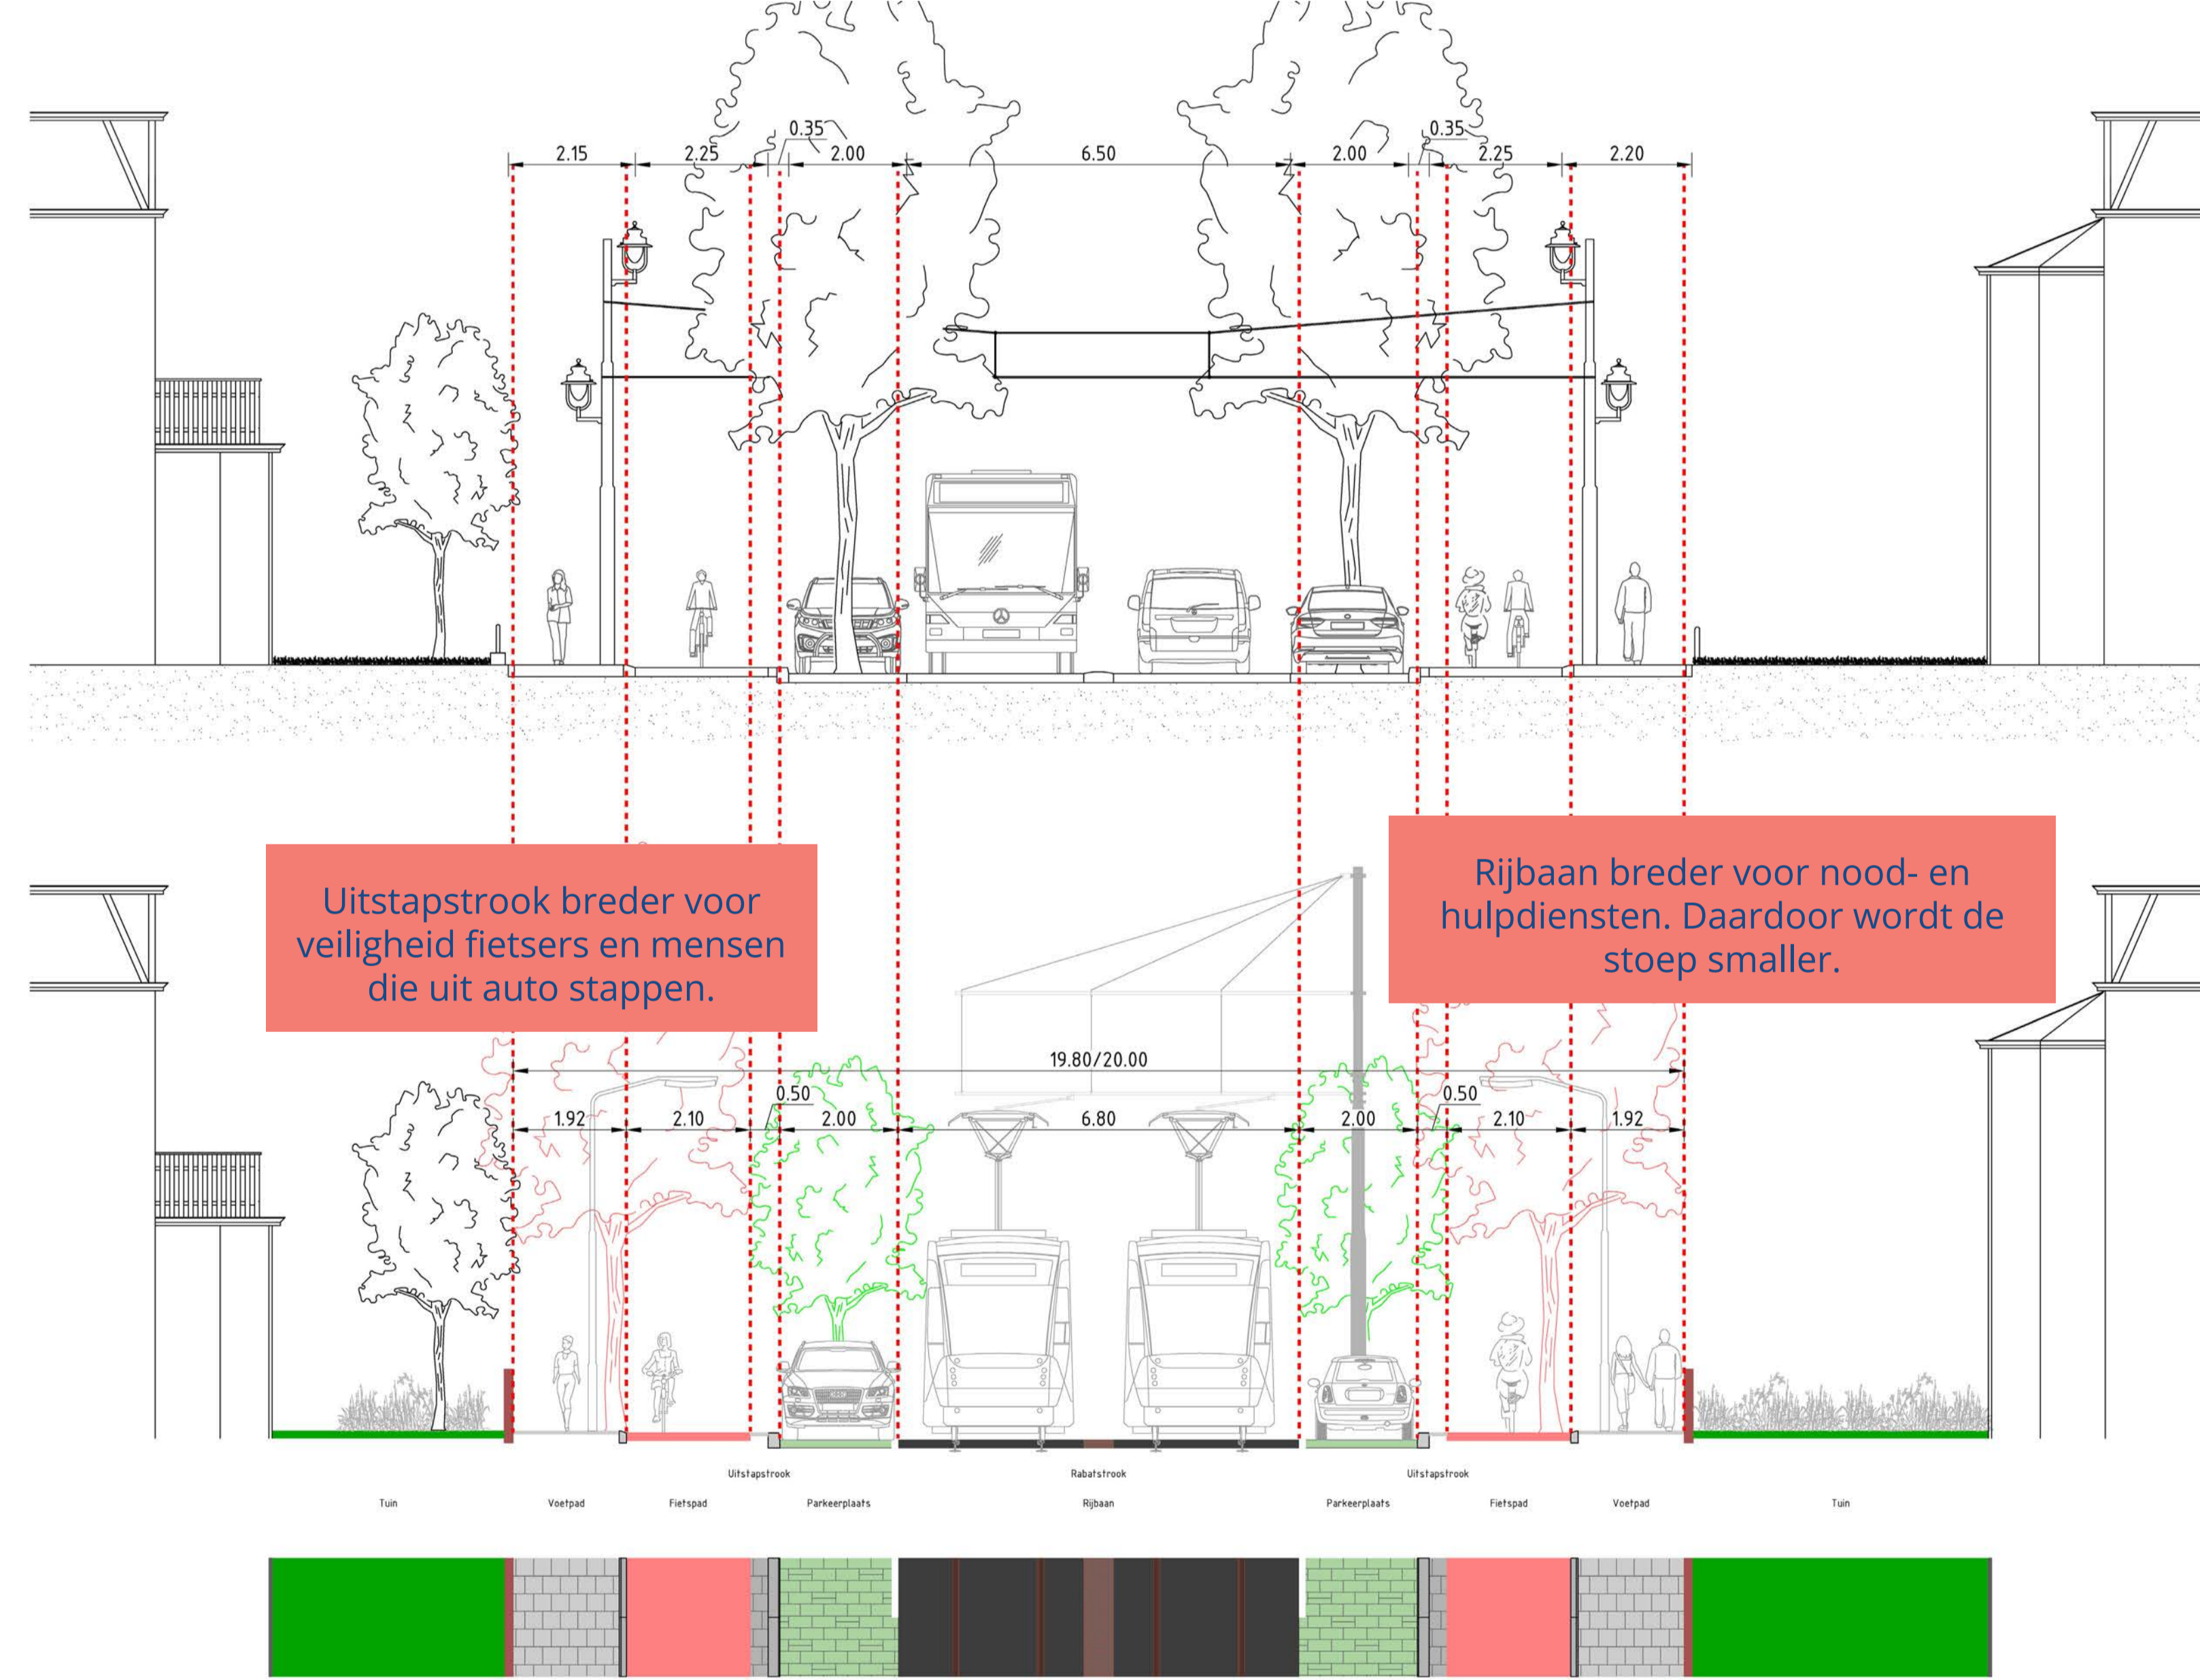 0.35
0.35
2.15
2.25
2.00
6.50
2.00
2.25
2.20
Uitstapstrook breder voor
veiligheid fietsers en mensen
die uit auto stappen.
Rijbaan breder voor nood- en
hulpdiensten. Daardoor wordt de
stoep smaller.
19.80/20.00
0.50
0.50
1.92
2.10
2.00
6.80
2.00
2.10
1.92
Uitstapstrook
Rabatstrook
Uitstapstrook
Tuin
Voetpad
Fietspad
Parkeerplaats
Rijbaan
Parkeerplaats
Fietspad
Voetpad
Tuin